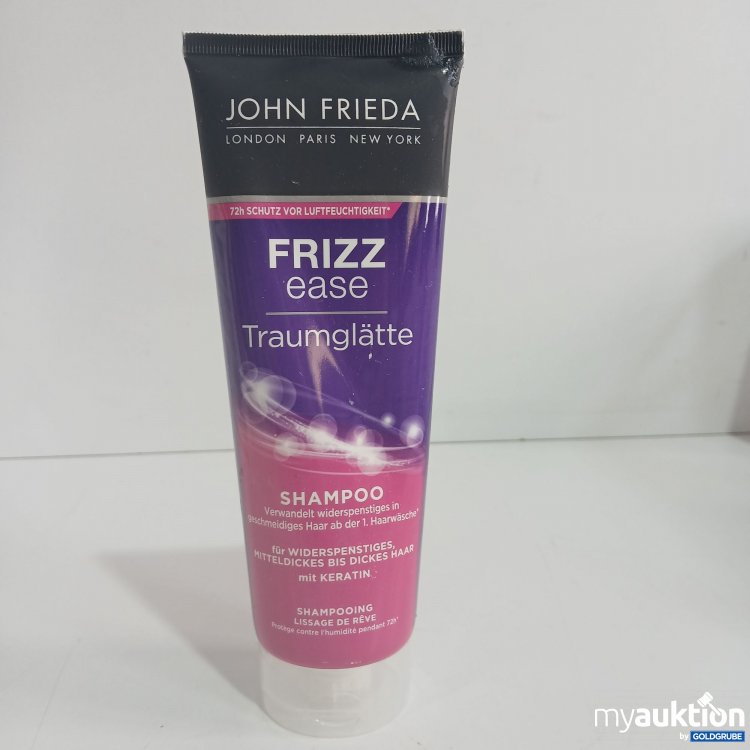 JOHN FRIEDA
LONDON PARIS NEW YORK
72h SCHUTZ VOR LUFTFEUCHTIGKEIT*
FRIZZ
ease
Traumglätte
SHAMPOO
Verwandelt widerspenstiges in
geschmeidiges Haar ab der 1. Haarwäsche*
für WIDERSPENSTIGES,
MITTELDICKES BIS DICKES HAAR
mit KERATIN
SHAMPOOING
LISSAGE DE RÊVE
Protège contre l'humidité pendant 72h*
myauktion
by GOLDGRUBE